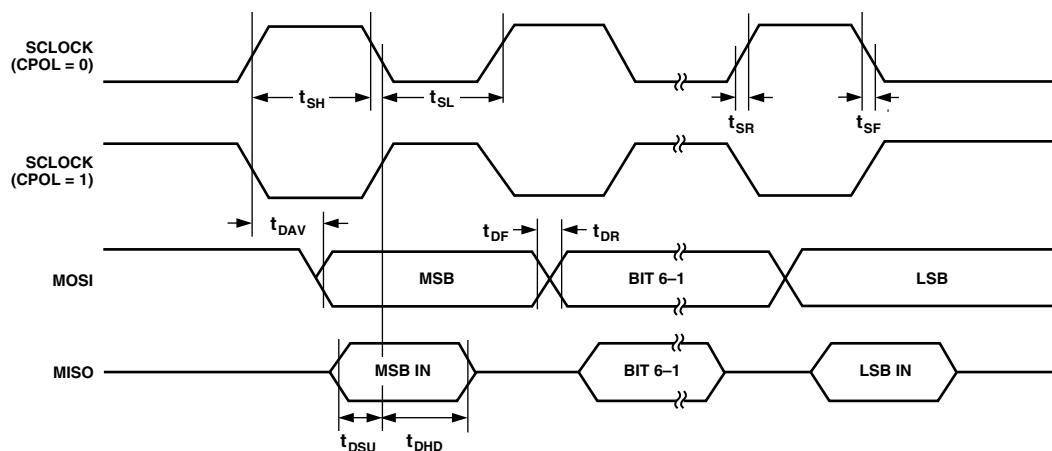 SCLOCK
(CPOL = 0)
tSH
tSL
tSR
tSF
SCLOCK
(CPOL = 1)
tDAV
tDF
tDR
MOSI
MSB
BIT 6–1
LSB
MISO
MSB IN
BIT 6–1
LSB IN
tDSU
tDHD